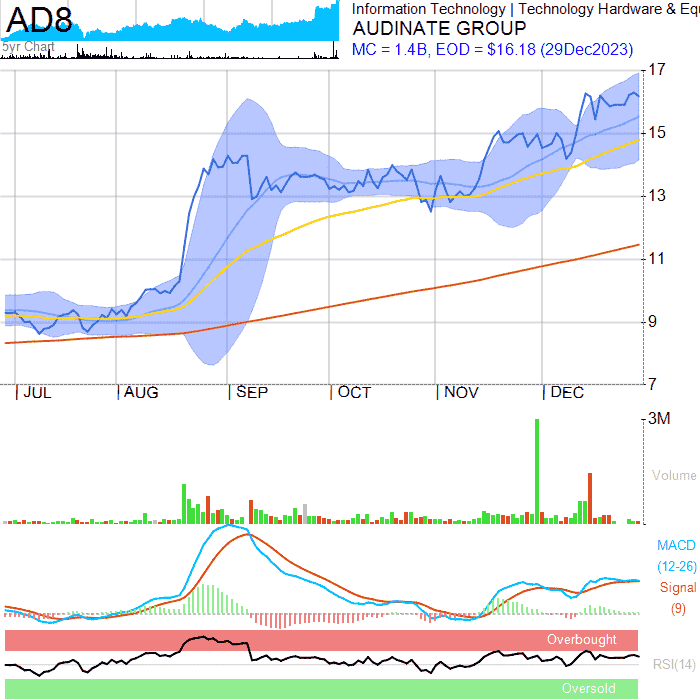 AD8
5yr Chart
Information Technology | Technology Hardware & Equ
AUDINATE GROUP
MC = 1.4B, EOD = $16.18 (29Dec2023)
17
15
13
11
9
7
JUL AUG SEP OCT NOV DEC
3M
Volume
MACD
(12-26)
Signal
(9)
Overbought
RSI(14)
Oversold